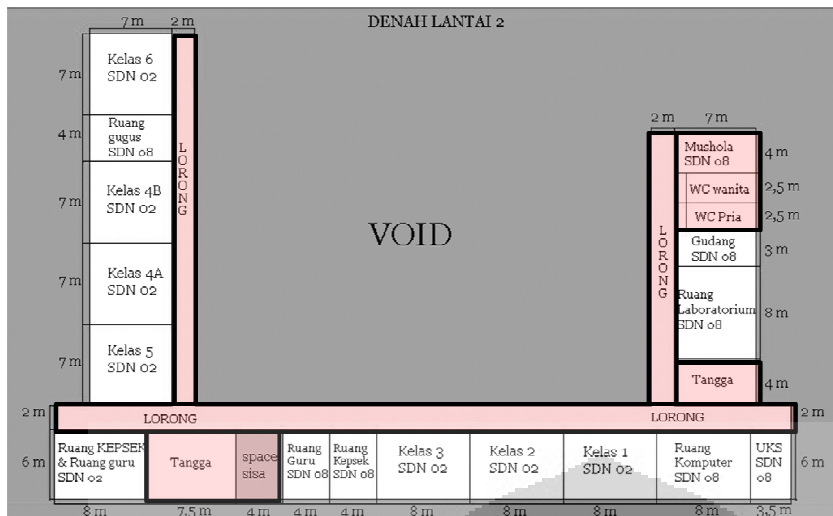 DENAH LANTAI 2
7 m
2 m
7 m
Kelas 6
SDN 02
4 m
Ruang
gugus
SDN 08
7 m
Kelas 4B
SDN 02
7 m
Kelas 4A
SDN 02
7 m
Kelas 5
SDN 02
LORONG
VOID
2 m
7 m
Mushola
SDN 08
4 m
WC wanita
2,5 m
WC Pria
2,5 m
Gudang
SDN 08
3 m
Ruang
Laboratorium
SDN 08
8 m
Tangga
4 m
LORONG
2 m
LORONG
LORONG
2 m
6 m
Ruang KEPSEK
& Ruang guru
SDN 02
Tangga
space
sisa
Ruang
Guru
SDN 08
Ruang
Kepsek
SDN 08
Kelas 3
SDN 02
Kelas 2
SDN 02
Kelas 1
SDN 02
Ruang
Komputer
SDN 08
UKS
SDN
08
6 m
8 m
7,5 m
4 m
4 m
4 m
8 m
8 m
8 m
8 m
3,5 m